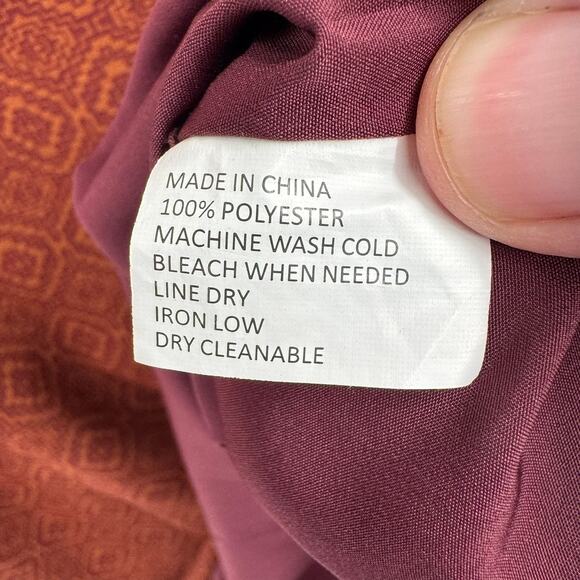 MADE IN CHINA
100% POLYESTER
MACHINE WASH COLD
BLEACH WHEN NEEDED
LINE DRY
IRON LOW
DRY CLEANABLE